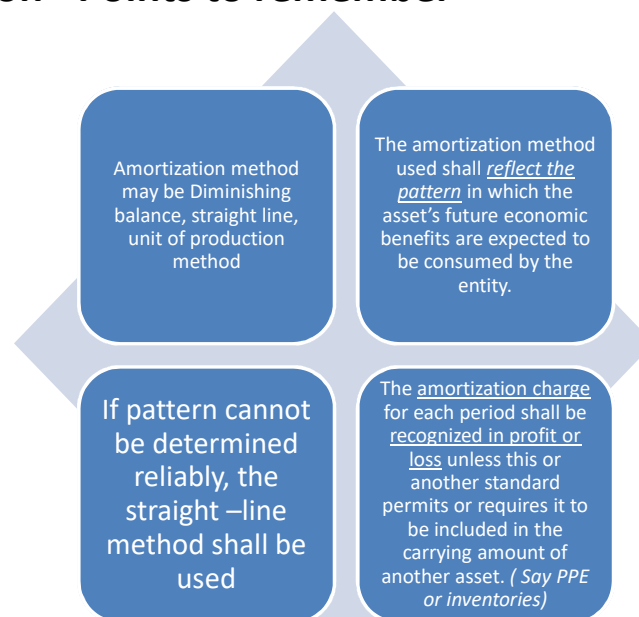 Points to remember
Amortization method
may be Diminishing
balance, straight line,
unit of production
method
The amortization method
used shall reflect the
pattern in which the
asset's future economic
benefits are expected to
be consumed by the
entity.
If pattern cannot
be determined
reliably, the
straight –line
method shall be
used
The amortization charge
for each period shall be
recognized in profit or
loss unless this or
another standard
permits or requires it to
be included in the
carrying amount of
another asset. ( Say PPE
or inventories)